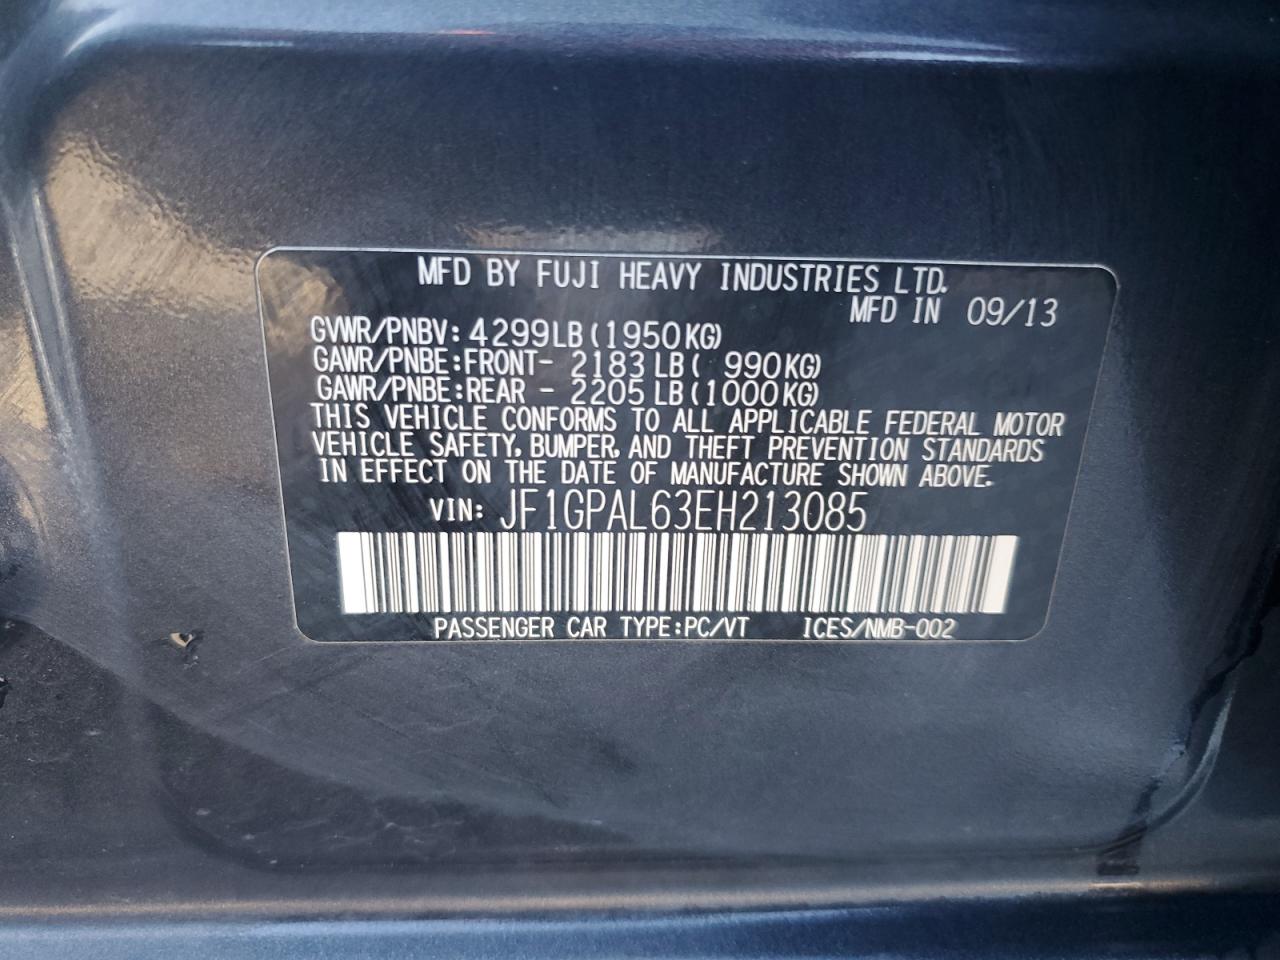 MFD BY FUJI HEAVY INDUSTRIES LTD.
MFD IN 09/13
GVWR/PNBV: 4299LB(1950KG)
GAWR/PNBE:FRONT- 2183 LB( 990KG)
GAWR/PNBE:REAR - 2205 LB(1000KG)
THIS VEHICLE CONFORMS TO ALL APPLICABLE FEDERAL MOTOR
VEHICLE SAFETY, BUMPER, AND THEFT PREVENTION STANDARDS
IN EFFECT ON THE DATE OF MANUFACTURE SHOWN ABOVE.
VIN: JF1GPAL63EH213085
PASSENGER CAR TYPE:PC/VT ICES/NMB-002